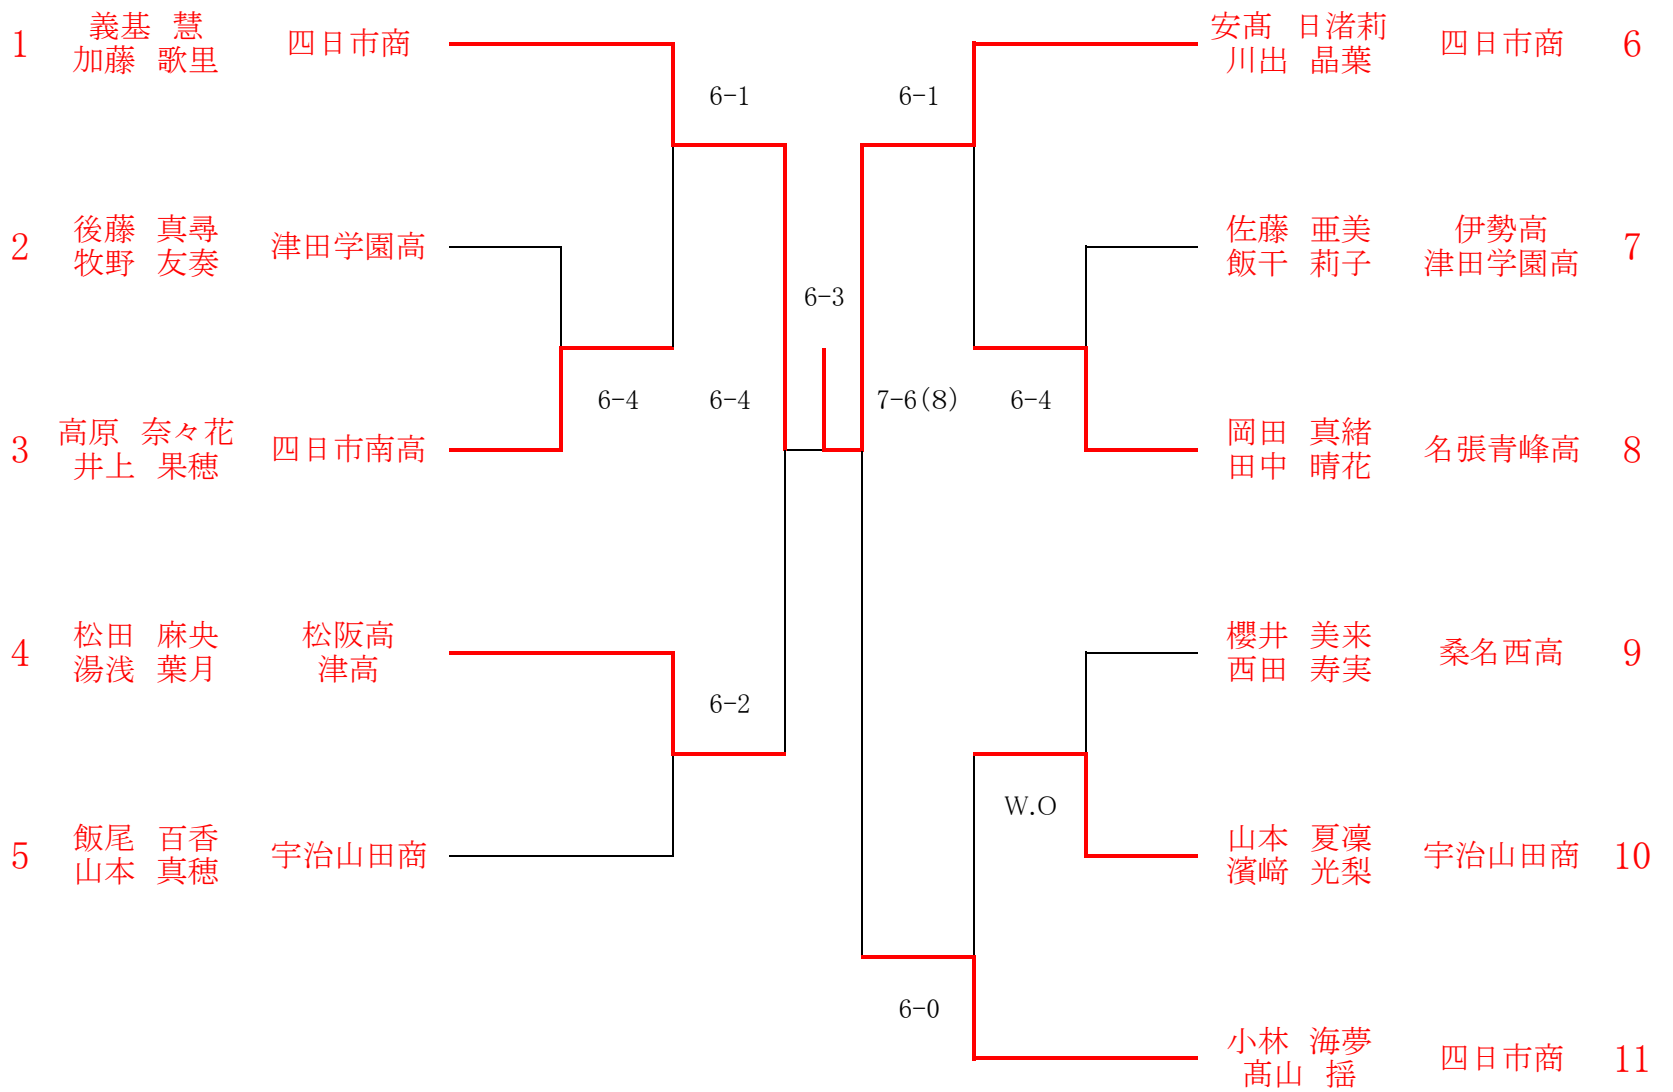 1 義基 慧 四日市商
加藤 歌里
6-1
2 後藤 真尋 津田学園高
牧野 友奏
6-4
3 高原 奈々花 四日市南高
井上 果穂
6-4
4 松田 麻央 松阪高
湯浅 葉月 津高
6-2
5 飯尾 百香 宇治山田商
山本 真穂
6-3
安髙 日渚莉 四日市商 6
川出 晶葉
6-1
佐藤 亜美 伊勢高 7
飯干 莉子 津田学園高
7-6(8)
6-4
岡田 真緒 名張青峰高 8
田中 晴花
櫻井 美来 桑名西高 9
西田 寿実
W.O
山本 夏凜 宇治山田商 10
濱﨑 光梨
6-0
小林 海夢 四日市商 11
髙山 揺